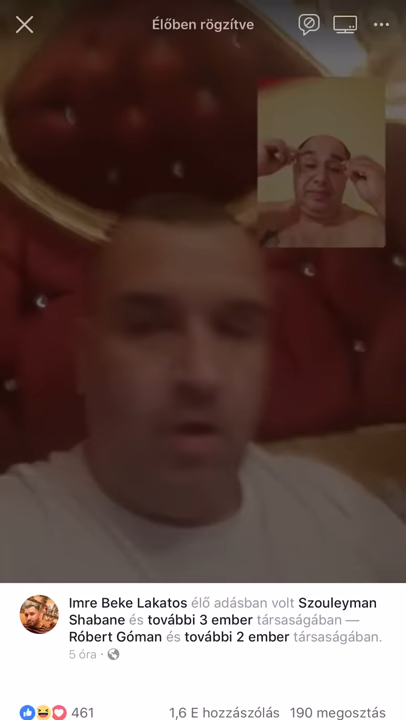 Élőben rögzítve
Imre Beke Lakatos élő adásban volt Szouleyman
Shabane és további 3 ember társaságában —
Róbert Góman és további 2 ember társaságában.
5 óra ·
461 1,6 E hozzászólás 190 megosztás